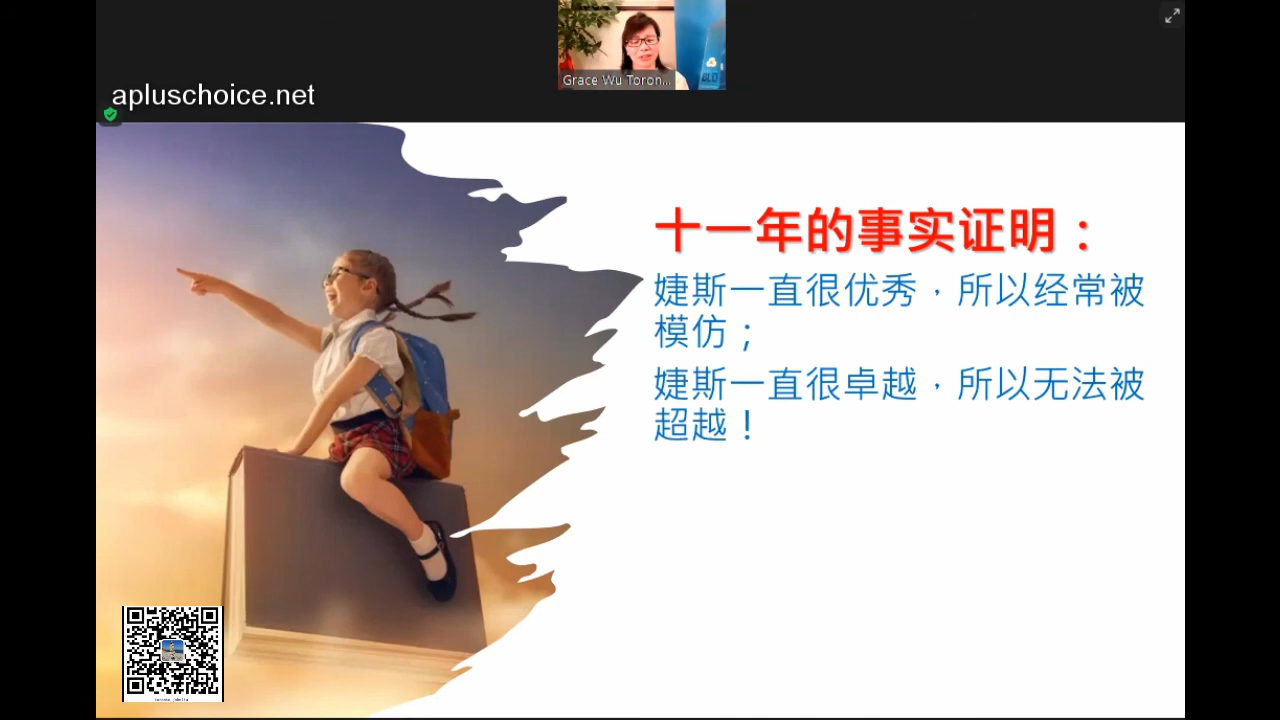 Grace Wu Toron...
apluschoice.net
十一年的事实证明：
婕斯一直很优秀，所以经常被
模仿；
婕斯一直很卓越，所以无法被
超越！